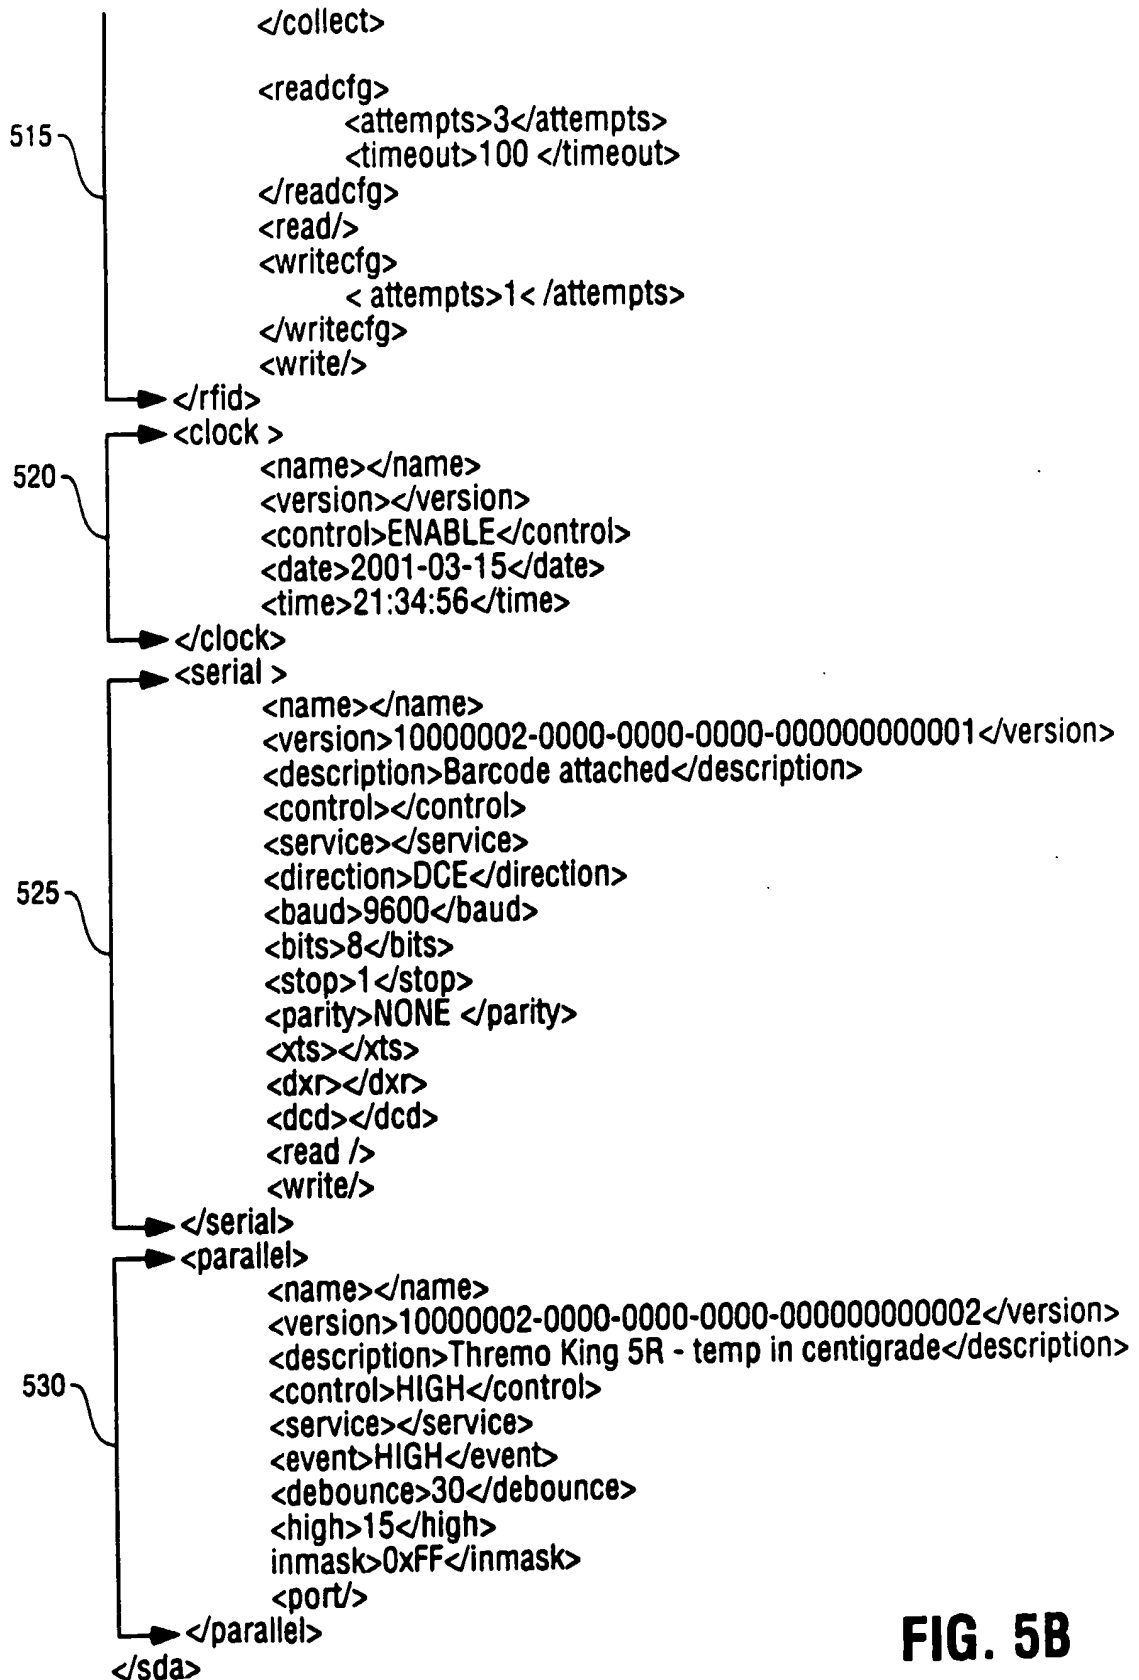 </collect>
<readcfg>
<attempts>3</attempts>
515
<timeout>100 </timeout>
</readcfg>
<read/>
<writecfg>
< attempts>1< /attempts>
</writecfg>
<write/>
</rfid>
<clock >
<name></name>
520
<version></version>
<control>ENABLE</control>
<date>2001-03-15</date>
<time>21:34:56</time>
</clock>
<serial >
<name></name>
<version>10000002-0000-0000-0000-000000000001</version>
<description>Barcode attached</description>
<control></control>
<service></service>
<direction>DCE</direction>
525
<baud>9600</baud>
<bits>8</bits>
<stop>1</stop>
<parity>NONE </parity>
<xts></xts>
<dxr></dxr>
<dcd></dcd>
<read />
<write/>
</serial>
<parallel>
<name></name>
<version>10000002-0000-0000-0000-000000000002</version>
<description>Thremo King 5R - temp in centigrade</description>
530
<control>HIGH</control>
<service></service>
<event>HIGH</event>
<debounce>30</debounce>
<high>15</high>
inmask>0xFF</inmask>
<port/>
</parallel>
</sda>
FIG. 5B